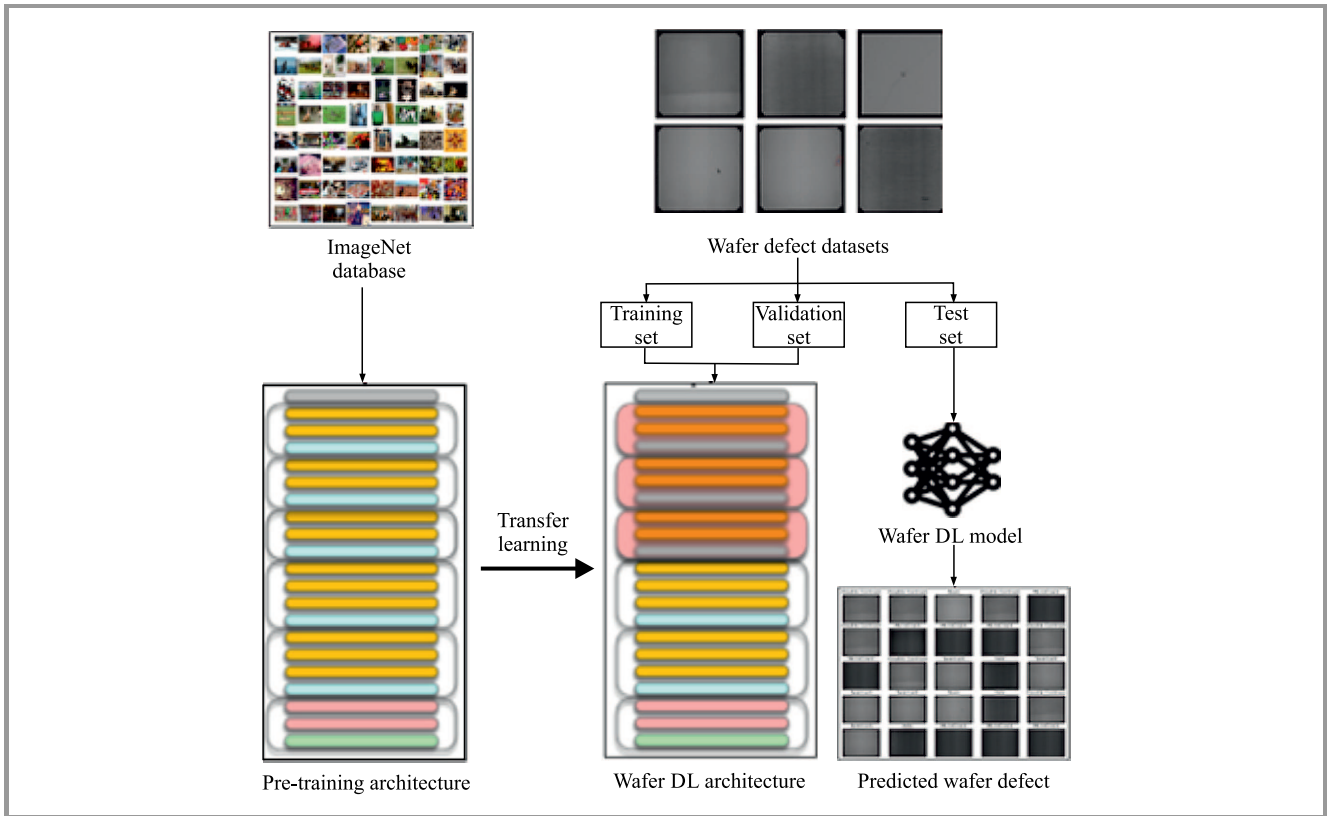 ImageNet
database
Wafer defect datasets
Training
set
Validation
set
Test
set
Transfer
learning
Wafer DL model
Pre-training architecture
Wafer DL architecture
Predicted wafer defect